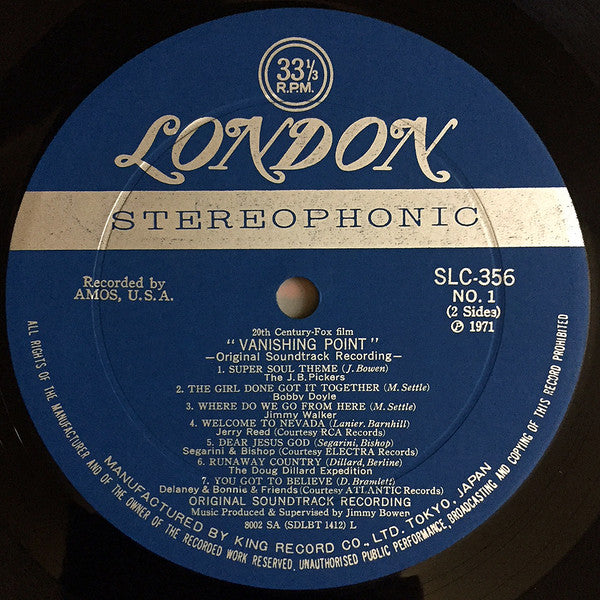 33⅓
R.P.M.
LONDON
STEREOPHONIC
Recorded by
AMOS, U.S.A.
SLC-356
NO. 1
(2 Sides)
Ⓟ 1971
20th Century-Fox film
"VANISHING POINT"
—Original Soundtrack Recording—
1. SUPER SOUL THEME (J. Bowen)
The J.B. Pickers
2. THE GIRL DONE GOT IT TOGETHER (M. Settle)
Bobby Doyle
3. WHERE DO WE GO FROM HERE (M. Settle)
Jimmy Walker
4. WELCOME TO NEVADA (Lanier. Barnhill)
Jerry Reed (Courtesy RCA Records)
5. DEAR JESUS GOD (Segarini, Bishop)
Segarini & Bishop (Courtesy ELECTRA Records)
6. RUNAWAY COUNTRY (Dillard, Berline)
The Doug Dillard Expedition
7. YOU GOT TO BELIEVE (D. Bramlett)
Delaney & Bonnie & Friends (Courtesy ATLANTIC Records)
ORIGINAL SOUNDTRACK RECORDING
Music Produced & Supervised by Jimmy Bowen
8002 SA (SDLBT 1412) L
MANUFACTURED BY KING RECORD CO., LTD. TOKYO, JAPAN
ALL RIGHTS OF THE MANUFACTURER AND OF THE OWNER OF THE RECORDED WORK RESERVED. UNAUTHORISED PUBLIC PERFORMANCE, BROADCASTING AND COPYING OF THIS RECORD PROHIBITED